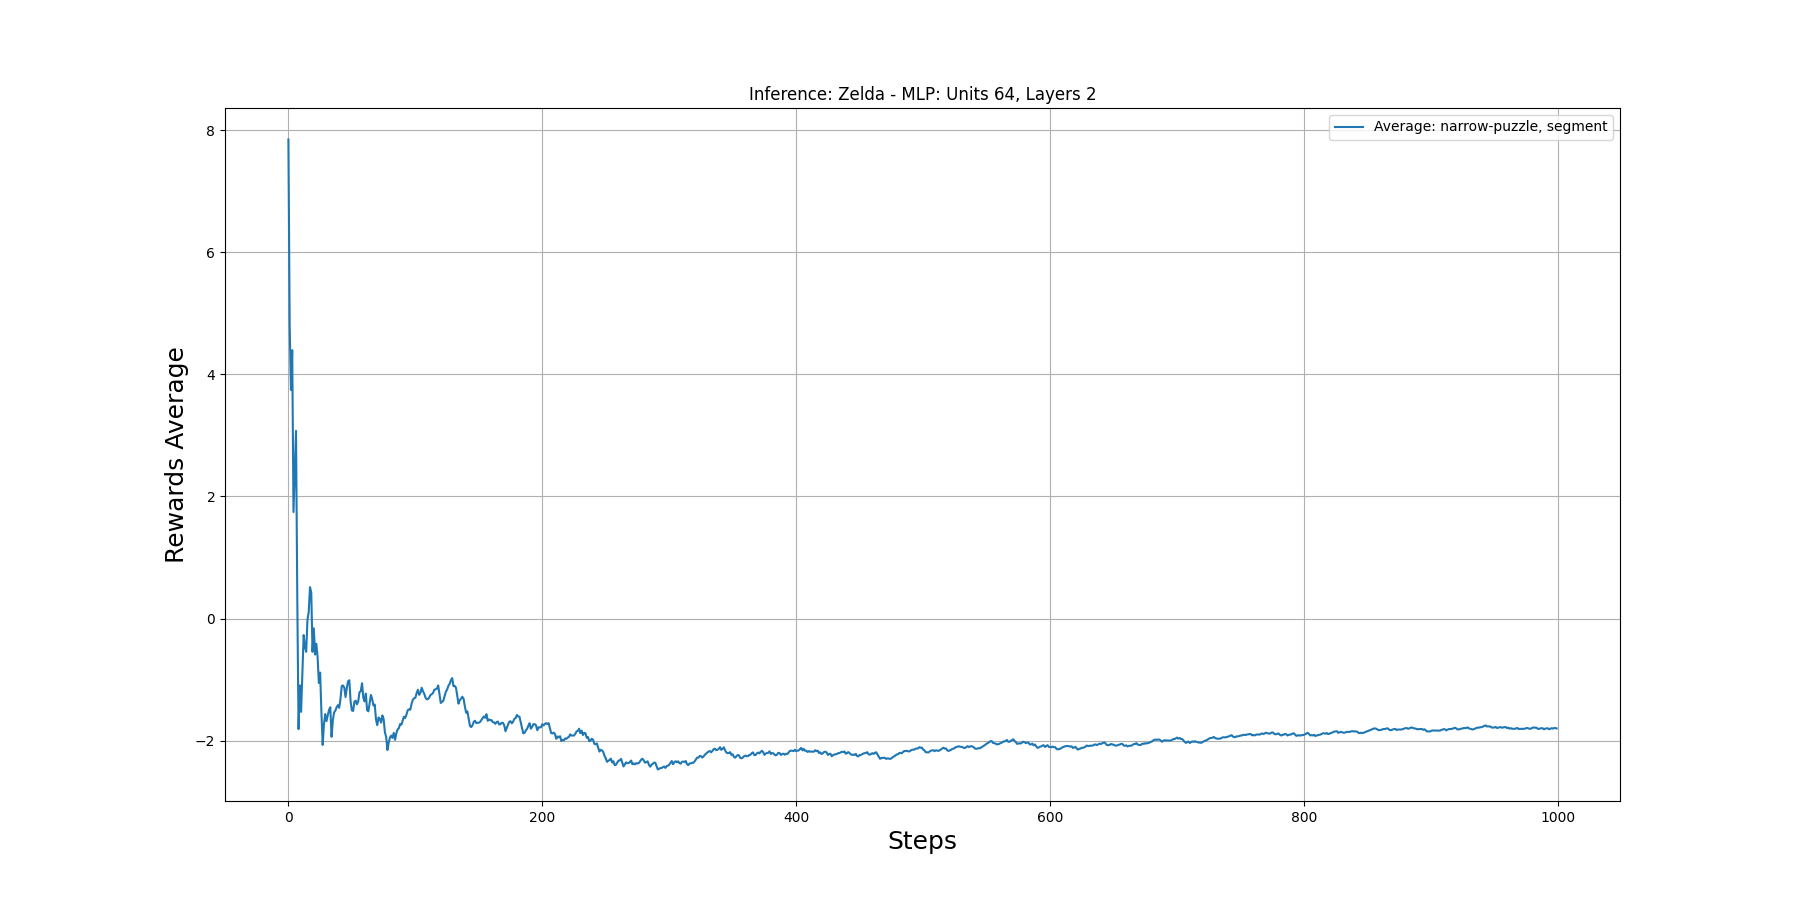 Inference: Zelda - MLP: Units 64, Layers 2
Average: narrow-puzzle, segment
Rewards Average
8
6
4
2
0
−2
0 200 400 600 800 1000
Steps